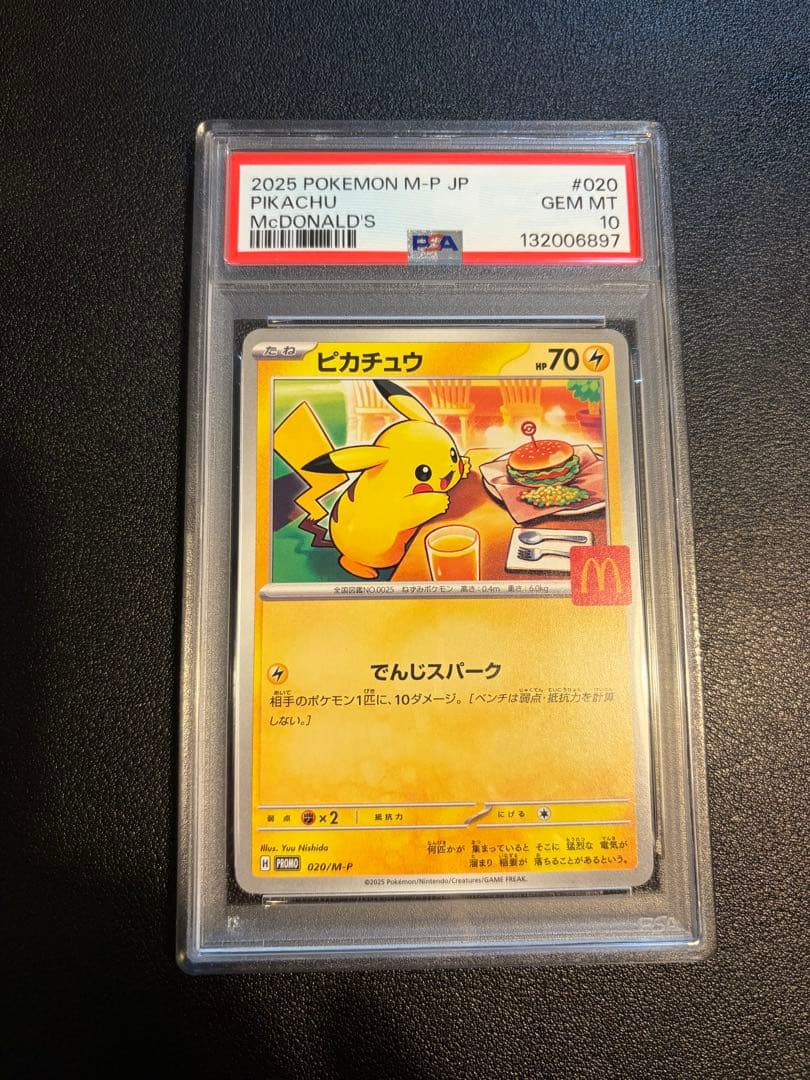 2025 POKEMON M-P JP #020
PIKACHU GEM MT
McDONALD'S 10
PSA 132006897
たね ピカチュウ HP70
全国図鑑NO.0025 ねずみポケモン 高さ:0.4m 重さ:6.0kg
M
でんじスパーク
相手のポケモン1匹に、10ダメージ。[ベンチは弱点・抵抗力を計算
しない。]
弱点 ×2 抵抗力 にげる
Illus. Yuu Nishida
何匹かが 集まっていると そこに 猛烈な 電気が
H PROMO 020/M-P
溜まり 稲妻が 落ちることがあるという。
©2025 Pokémon/Nintendo/Creatures/GAME FREAK.